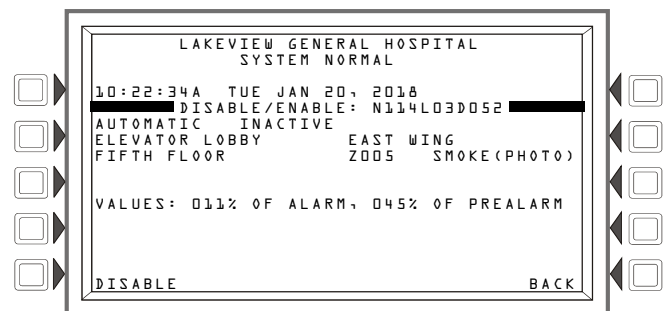 LAKEVIEW GENERAL HOSPITAL
SYSTEM NORMAL
10:22:34A TUE JAN 20, 2018
DISABLE/ENABLE: N114L03D052
AUTOMATIC INACTIVE
ELEVATOR LOBBY EAST WING
FIFTH FLOOR Z005 SMOKE(PHOTO)
VALUES: 011% OF ALARM, 045% OF PREALARM
DISABLE BACK